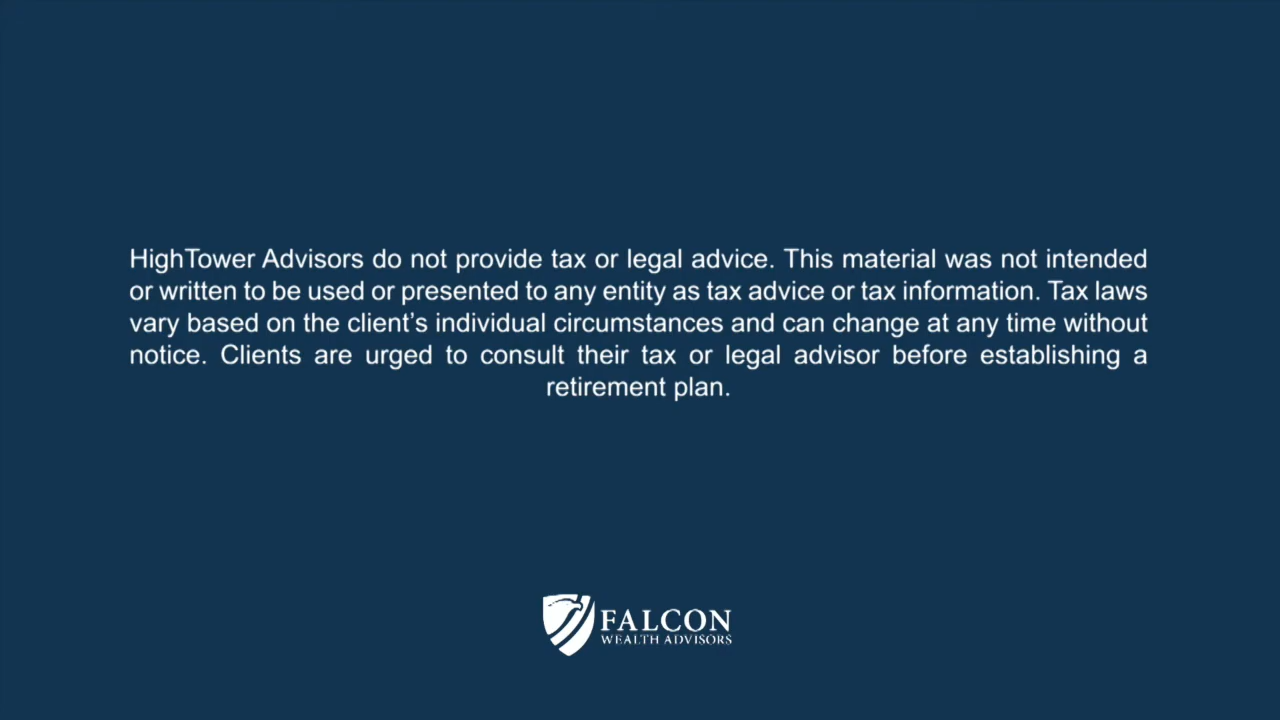 HighTower Advisors do not provide tax or legal advice. This material was not intended
or written to be used or presented to any entity as tax advice or tax information. Tax laws
vary based on the client’s individual circumstances and can change at any time without
notice. Clients are urged to consult their tax or legal advisor before establishing a
retirement plan.
FALCON
WEALTH ADVISORS